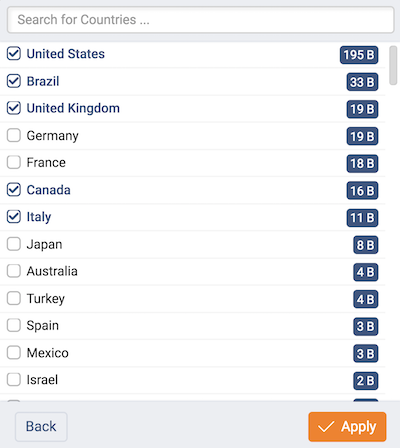 Search for Countries ...
United States 195 B
Brazil 33 B
United Kingdom 19 B
Germany 19 B
France 18 B
Canada 16 B
Italy 11 B
Japan 8 B
Australia 4 B
Turkey 4 B
Spain 3 B
Mexico 3 B
Israel 2 B
Back Apply